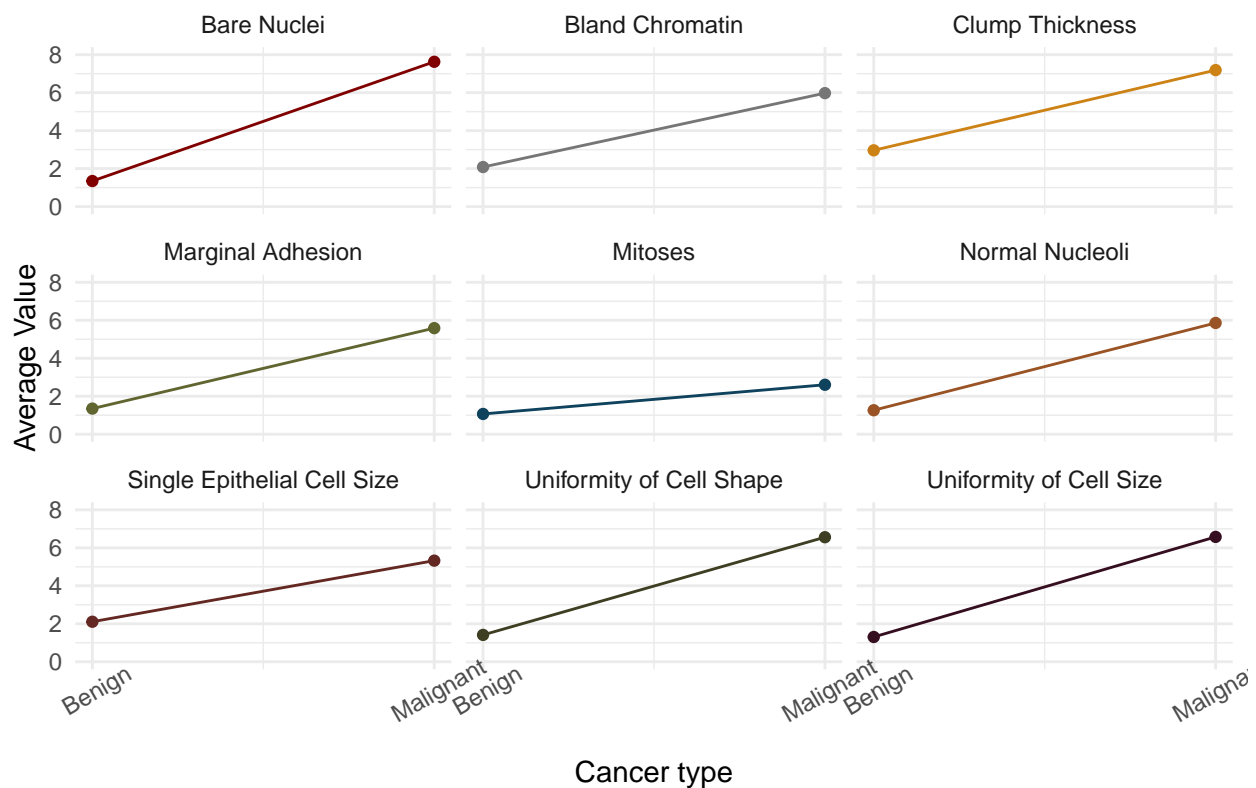 Bare Nuclei
Bland Chromatin
Clump Thickness
8
6
4
2
0
Marginal Adhesion
Mitoses
Normal Nucleoli
8
6
4
2
0
Average Value
Single Epithelial Cell Size
Uniformity of Cell Shape
Uniformity of Cell Size
8
6
4
2
0
Benign
Malignant
Benign
Malignant
Benign
Malignan
Cancer type